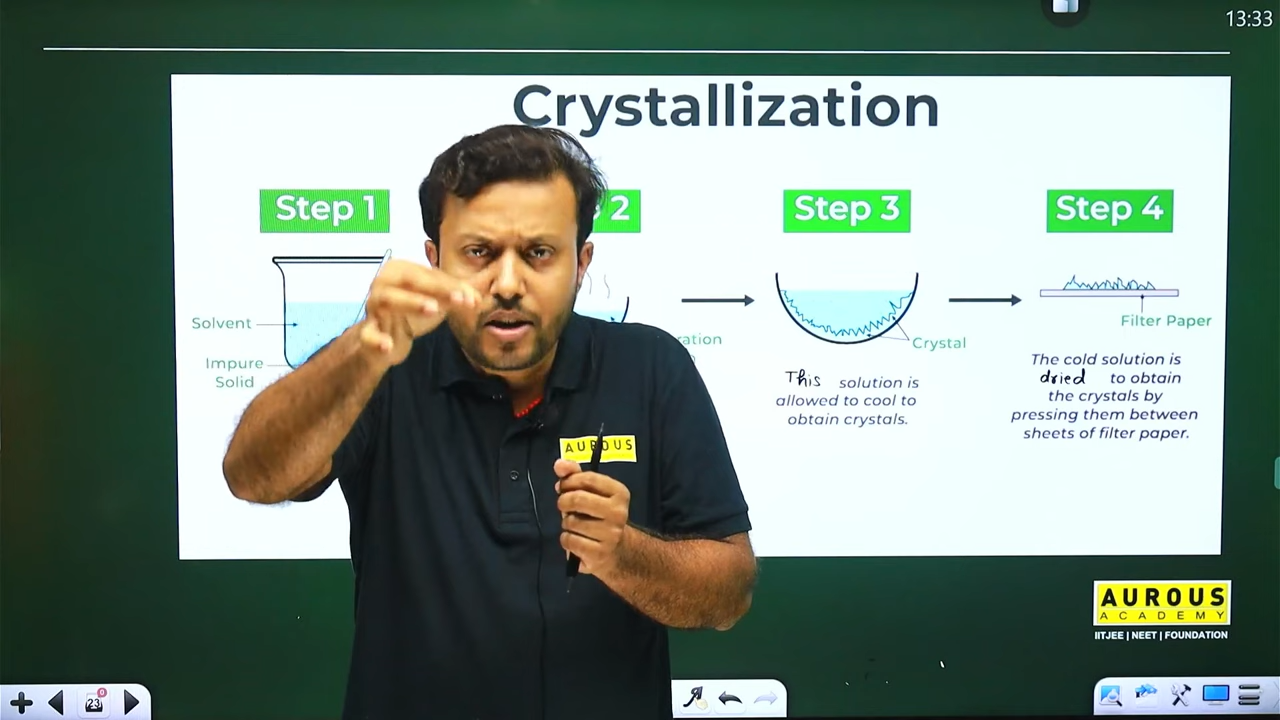 13:33
Crystallization
Step 1
2
Step 3
Step 4
Solvent
Impure
Solid
Crystal
This solution is
allowed to cool to
obtain crystals.
Filter Paper
The cold solution is
dried to obtain
the crystals by
pressing them between
sheets of filter paper.
AUROUS
AUROUS
ACADEMY
IITJEE | NEET | FOUNDATION
23
0